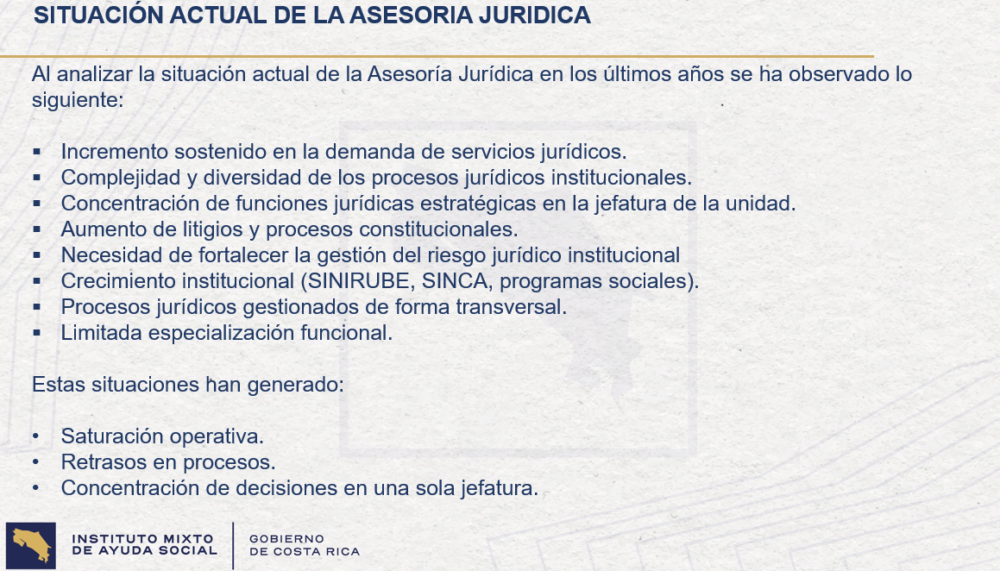 SITUACIÓN ACTUAL DE LA ASESORIA JURIDICA
Al analizar la situación actual de la Asesoría Jurídica en los últimos años se ha observado lo
siguiente:
▪ Incremento sostenido en la demanda de servicios jurídicos.
▪ Complejidad y diversidad de los procesos jurídicos institucionales.
▪ Concentración de funciones jurídicas estratégicas en la jefatura de la unidad.
▪ Aumento de litigios y procesos constitucionales.
▪ Necesidad de fortalecer la gestión del riesgo jurídico institucional
▪ Crecimiento institucional (SINIRUBE, SINCA, programas sociales).
▪ Procesos jurídicos gestionados de forma transversal.
▪ Limitada especialización funcional.
Estas situaciones han generado:
• Saturación operativa.
• Retrasos en procesos.
• Concentración de decisiones en una sola jefatura.
INSTITUTO MIXTO
DE AYUDA SOCIAL
GOBIERNO
DE COSTA RICA